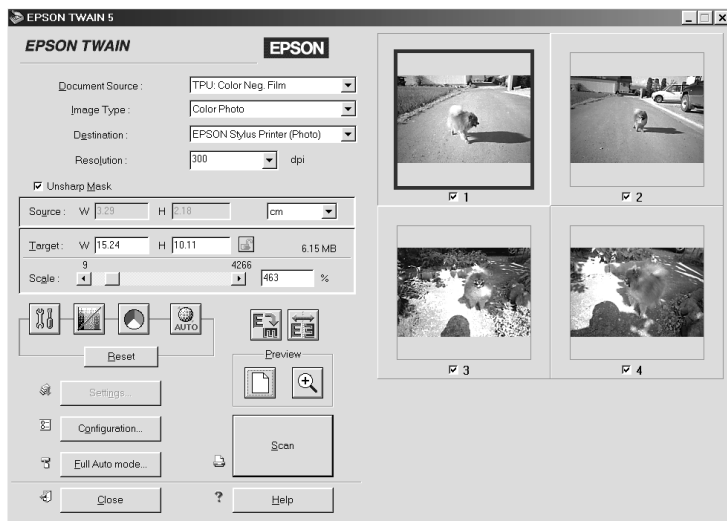 EPSON TWAIN 5
EPSON TWAIN
EPSON
Document Source :
TPU: Color Neg. Film
Image Type :
Color Photo
Destination :
EPSON Stylus Printer (Photo)
Resolution :
300
dpi
Unsharp Mask
Source : W 3.29 H 2.18 cm
Target : W 15.24 H 10.11 6.15 MB
9 4266
Scale : 463 %
AUTO
Reset
E E
Preview
Settings...
Configuration...
Full Auto mode...
Scan
Close
? Help
1
2
3
4